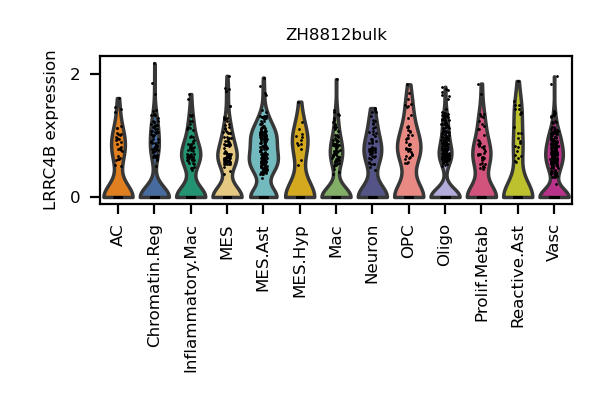 ZH8812bulk
LRRC4B expression
2
0
AC
Chromatin.Reg
Inflammatory.Mac
MES
MES.Ast
MES.Hyp
Mac
Neuron
OPC
Oligo
Prolif.Metab
Reactive.Ast
Vasc